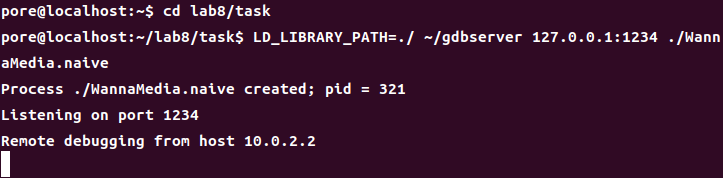 pore@localhost:~$ cd lab8/task
pore@localhost:~/lab8/task$ LD_LIBRARY_PATH=./ ~/gdbserver 127.0.0.1:1234 ./Wann
aMedia.naive
Process ./WannaMedia.naive created; pid = 321
Listening on port 1234
Remote debugging from host 10.0.2.2